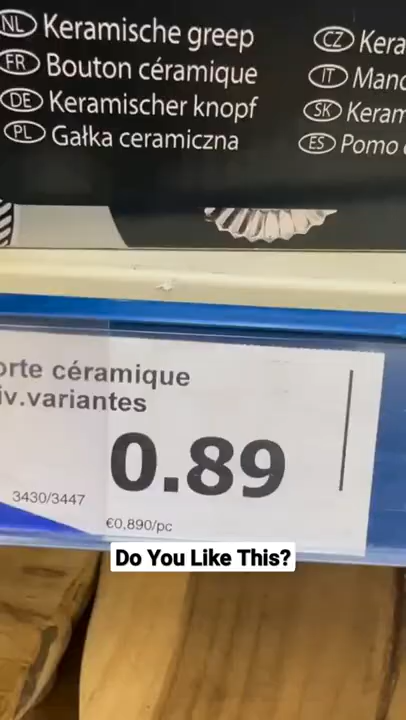 NL Keramische greep
FR Bouton céramique
DE Keramischer knopf
PL Gałka ceramiczna
CZ Kera
IT Mano
SK Keram
ES Pomo
orte céramique
iv.variantes
0.89
3430/3447
€0,890/pc
Do You Like This?